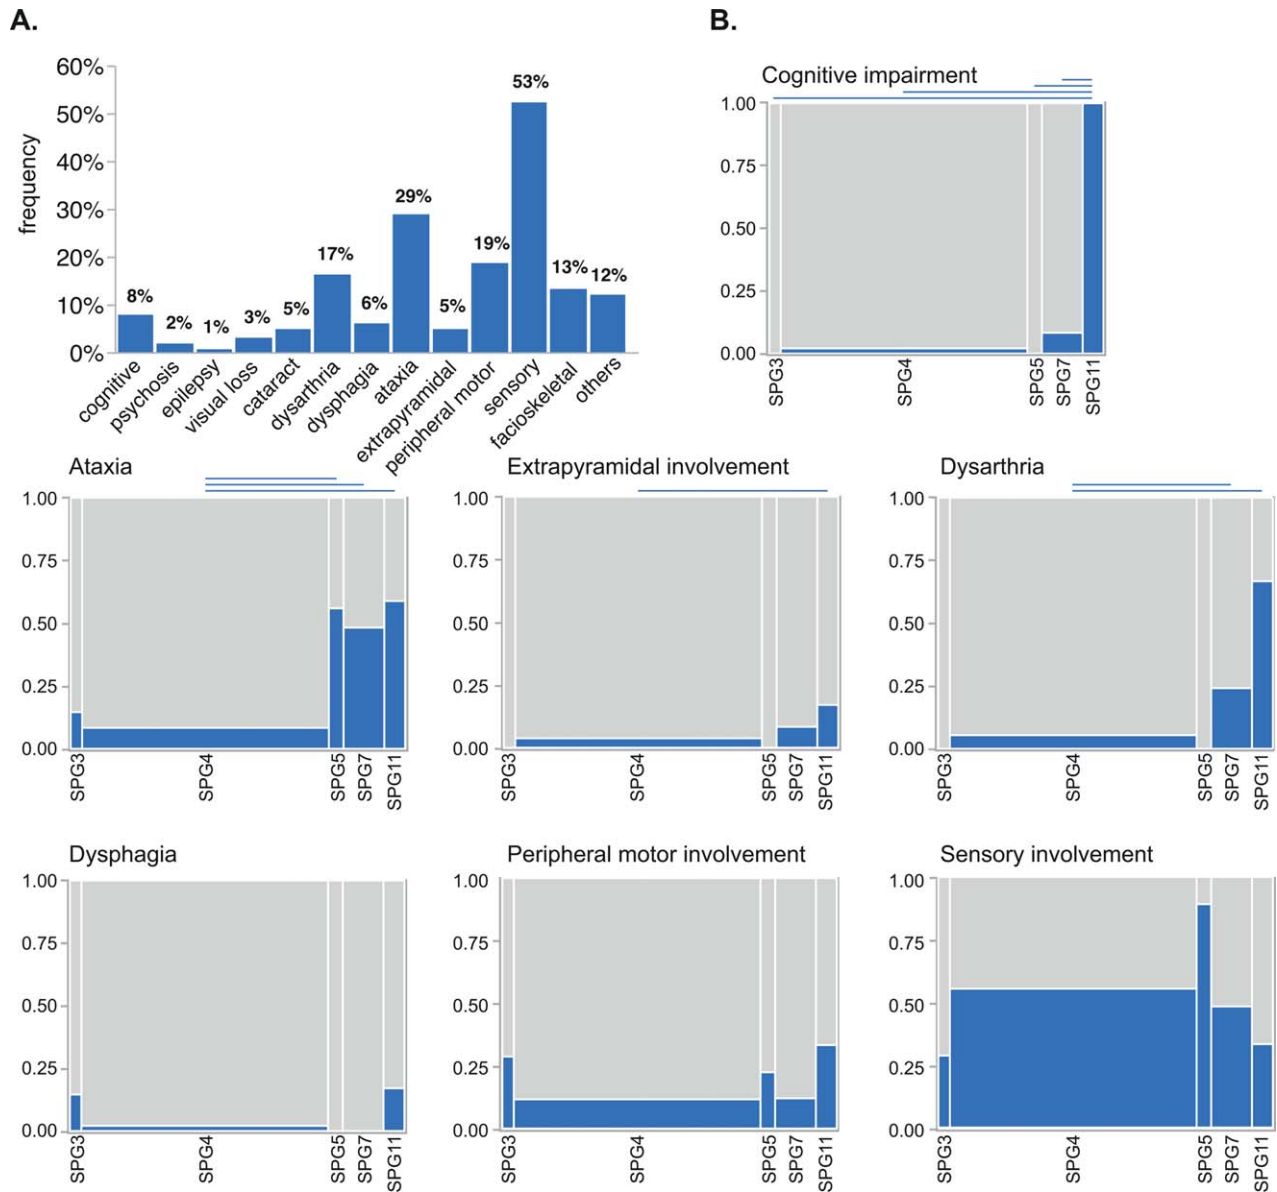 A.
60%
50%
40%
30%
20%
10%
0%
frequency
8%
2%
1%
3%
5%
17%
6%
29%
5%
19%
53%
13%
12%
cognitive
psychosis
epilepsy
visual loss
cataract
dysarthria
dysphagia
ataxia
extrapyramidal
peripheral motor
sensory
facioskeletal
others
B.
Cognitive impairment
1.00
0.75
0.50
0.25
0.00
SPG3
SPG4
SPG5
SPG7
SPG11
Ataxia
1.00
0.75
0.50
0.25
0.00
SPG3
SPG4
SPG5
SPG7
SPG11
Extrapyramidal involvement
1.00
0.75
0.50
0.25
0.00
SPG3
SPG4
SPG5
SPG7
SPG11
Dysarthria
1.00
0.75
0.50
0.25
0.00
SPG3
SPG4
SPG5
SPG7
SPG11
Dysphagia
1.00
0.75
0.50
0.25
0.00
SPG3
SPG4
SPG5
SPG7
SPG11
Peripheral motor involvement
1.00
0.75
0.50
0.25
0.00
SPG3
SPG4
SPG5
SPG7
SPG11
Sensory involvement
1.00
0.75
0.50
0.25
0.00
SPG3
SPG4
SPG5
SPG7
SPG11